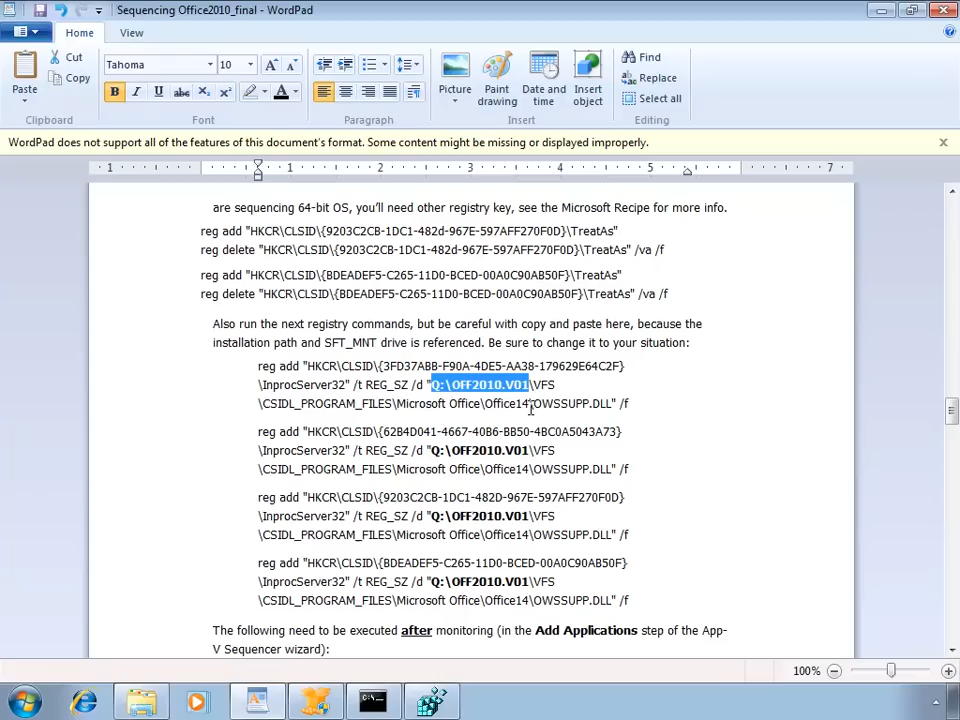 Sequencing Office2010_final - WordPad
Home
View
Paste
Cut
Copy
Clipboard
Tahoma
10
Font
Paragraph
Picture
Paint drawing
Date and time
Insert object
Insert
Find
Replace
Select all
Editing
WordPad does not support all of the features of this document's format. Some content might be missing or displayed improperly.
1 1 2 3 4 5 7
are sequencing 64-bit OS, you'll need other registry key, see the Microsoft Recipe for more info.
reg add "HKCR\CLSID\{9203C2CB-1DC1-482d-967E-597AFF270F0D}\TreatAs"
reg delete "HKCR\CLSID\{9203C2CB-1DC1-482d-967E-597AFF270F0D}\TreatAs" /va /f
reg add "HKCR\CLSID\{BDEADEF5-C265-11D0-BCED-00A0C90AB50F}\TreatAs"
reg delete "HKCR\CLSID\{BDEADEF5-C265-11D0-BCED-00A0C90AB50F}\TreatAs" /va /f
Also run the next registry commands, but be careful with copy and paste here, because the
installation path and SFT_MNT drive is referenced. Be sure to change it to your situation:
reg add "HKCR\CLSID\{3FD37ABB-F90A-4DE5-AA38-179629E64C2F}
\InprocServer32" /t REG_SZ /d "Q:\OFF2010.V01\VFS
\CSIDL_PROGRAM_FILES\Microsoft Office\Office14\OWSSUPP.DLL" /f
reg add "HKCR\CLSID\{62B4D041-4667-40B6-BB50-4BC0A5043A73}
\InprocServer32" /t REG_SZ /d "Q:\OFF2010.V01\VFS
\CSIDL_PROGRAM_FILES\Microsoft Office\Office14\OWSSUPP.DLL" /f
reg add "HKCR\CLSID\{9203C2CB-1DC1-482D-967E-597AFF270F0D}
\InprocServer32" /t REG_SZ /d "Q:\OFF2010.V01\VFS
\CSIDL_PROGRAM_FILES\Microsoft Office\Office14\OWSSUPP.DLL" /f
reg add "HKCR\CLSID\{BDEADEF5-C265-11D0-BCED-00A0C90AB50F}
\InprocServer32" /t REG_SZ /d "Q:\OFF2010.V01\VFS
\CSIDL_PROGRAM_FILES\Microsoft Office\Office14\OWSSUPP.DLL" /f
The following need to be executed after monitoring (in the Add Applications step of the App-
V Sequencer wizard):
100%